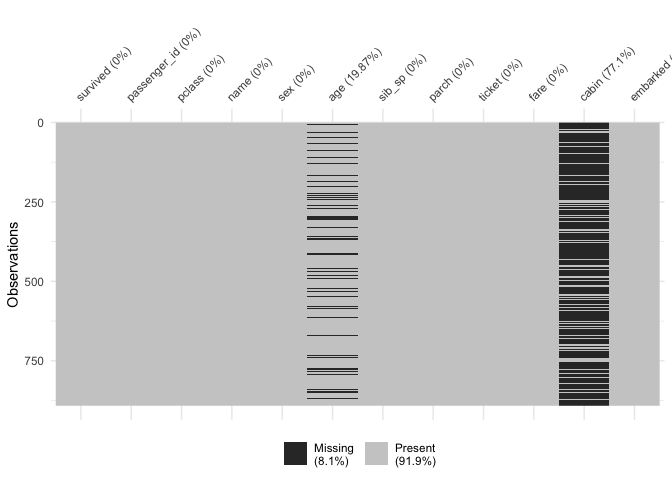 survived (0%)
passenger_id (0%)
pclass (0%)
name (0%)
sex (0%)
age (19.87%)
sib_sp (0%)
parch (0%)
ticket (0%)
fare (0%)
cabin (77.1%)
embarked
0
250
500
750
Observations
Missing
(8.1%)
Present
(91.9%)